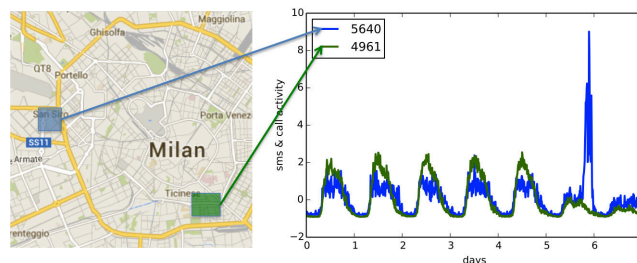 Maggiolina
Ghisolfa
QT8
Portello
San Siro
SS11
Armate
Porta Venez
Milan
Ticinese
renteggio
5640
4961
sms & call activity
10
8
6
4
2
0
−2
0 1 2 3 4 5 6
days